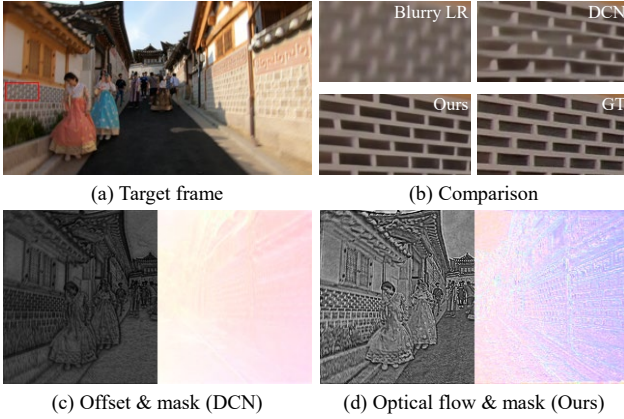 Blurry LR
DCN
Ours
GT
(a) Target frame
(b) Comparison
(c) Offset & mask (DCN)
(d) Optical flow & mask (Ours)